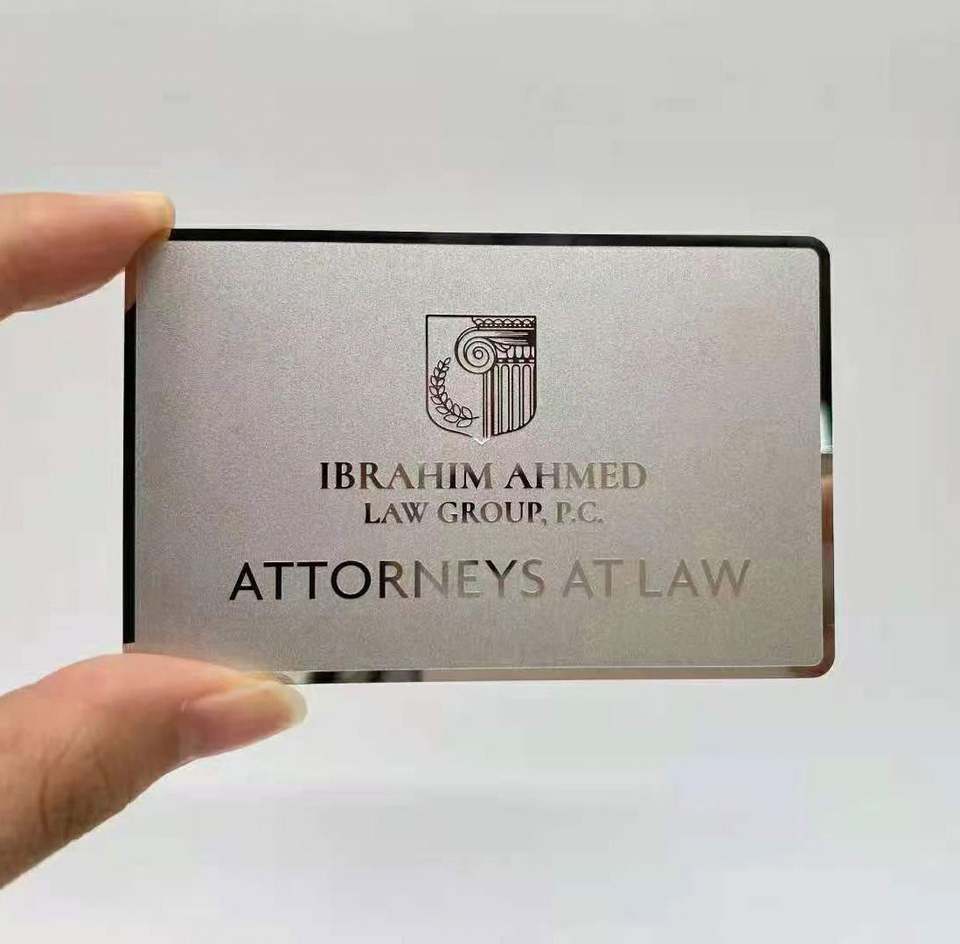 IBRAHIM AHMED
LAW GROUP, P.C.
ATTORNEYS AT LAW